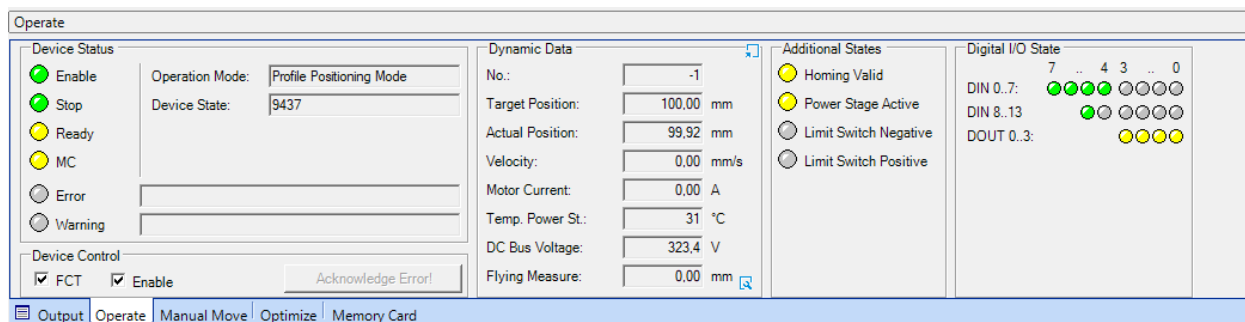 Operate
Device Status
Enable
Operation Mode: Profile Positioning Mode
Stop
Device State: 9437
Ready
MC
Error
Warning
Device Control
FCT Enable Acknowledge Error!
Dynamic Data
No.: -1
Target Position: 100,00 mm
Actual Position: 99,92 mm
Velocity: 0,00 mm/s
Motor Current: 0,00 A
Temp. Power St.: 31 °C
DC Bus Voltage: 323,4 V
Flying Measure: 0,00 mm
Additional States
Homing Valid
Power Stage Active
Limit Switch Negative
Limit Switch Positive
Digital I/O State
7 .. 4 3 .. 0
DIN 0..7:
DIN 8..13
DOUT 0..3:
Output Operate Manual Move Optimize Memory Card